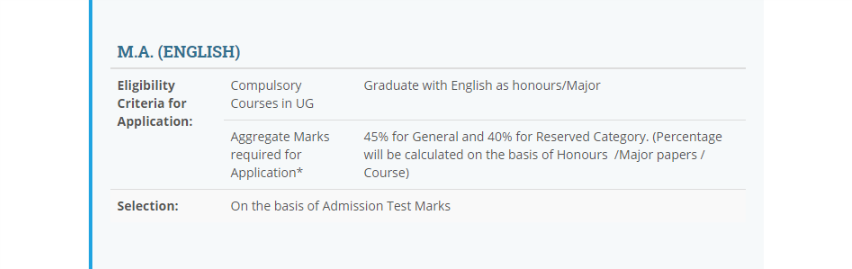 M.A. (ENGLISH)
Eligibility Criteria for Application:
Compulsory Courses in UG
Graduate with English as honours/Major
Aggregate Marks required for Application*
45% for General and 40% for Reserved Category. (Percentage
will be calculated on the basis of Honours /Major papers /
Course)
Selection:
On the basis of Admission Test Marks